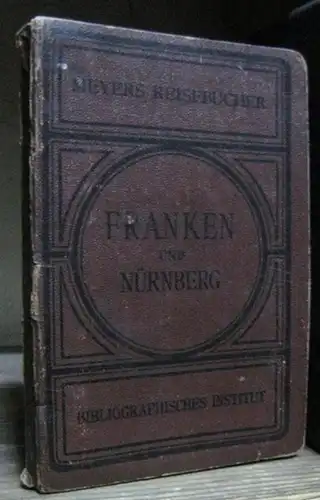 MEYERS REISEBÜCHER
FRANKEN
UND
NÜRNBERG
BIBLIOGRAPHISCHES INSTITUT